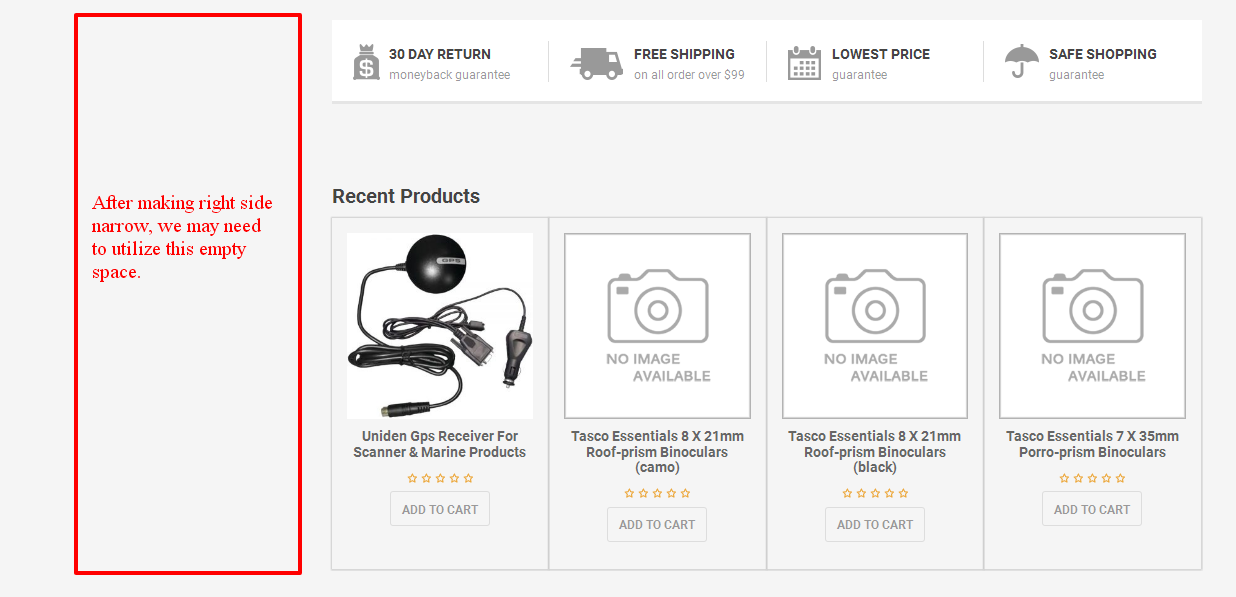 After making right side
narrow, we may need
to utilize this empty
space.
30 DAY RETURN
moneyback guarantee
FREE SHIPPING
on all order over $99
LOWEST PRICE
guarantee
SAFE SHOPPING
guarantee
Recent Products
GPS
Uniden Gps Receiver For
Scanner & Marine Products
ADD TO CART
NO IMAGE
AVAILABLE
Tasco Essentials 8 X 21mm
Roof-prism Binoculars
(camo)
ADD TO CART
NO IMAGE
AVAILABLE
Tasco Essentials 8 X 21mm
Roof-prism Binoculars
(black)
ADD TO CART
NO IMAGE
AVAILABLE
Tasco Essentials 7 X 35mm
Porro-prism Binoculars
ADD TO CART